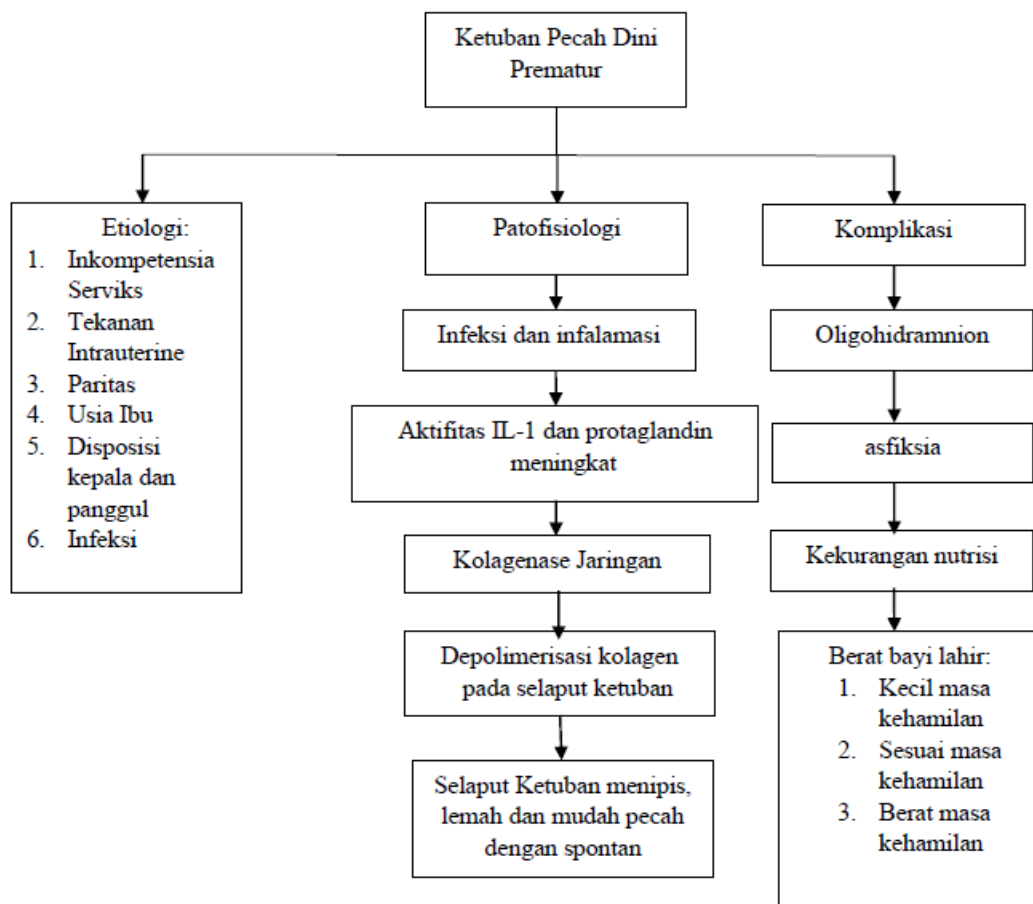 Ketuban Pecah Dini
Prematur
Etiologi:
1. Inkompetensia
Serviks
2. Tekanan
Intrauterine
3. Paritas
4. Usia Ibu
5. Disposisi
kepala dan
panggul
6. Infeksi
Patofisiologi
Infeksi dan infalamasi
Aktifitas IL-1 dan protaglandin
meningkat
Kolagenase Jaringan
Depolimerisasi kolagen
pada selaput ketuban
Selaput Ketuban menipis,
lemah dan mudah pecah
dengan spontan
Komplikasi
Oligohidramnion
asfiksia
Kekurangan nutrisi
Berat bayi lahir:
1. Kecil masa
kehamilan
2. Sesuai masa
kehamilan
3. Berat masa
kehamilan